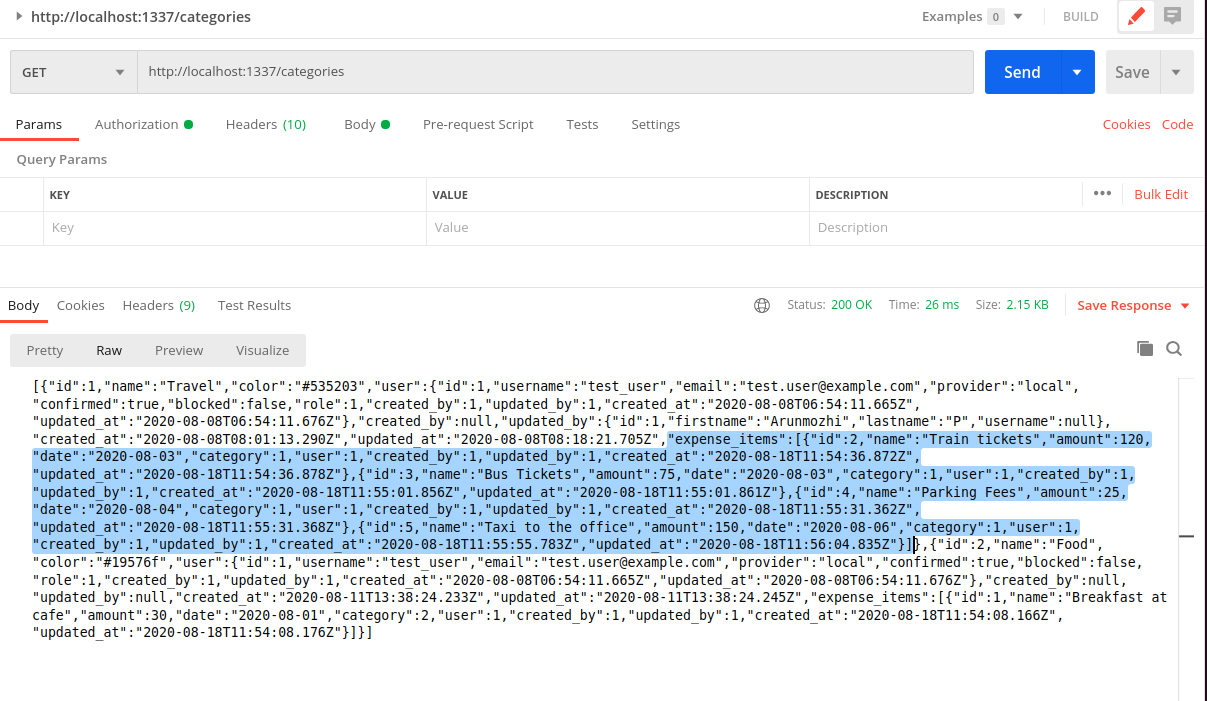 http://localhost:1337/categories
Examples 0
BUILD
GET
http://localhost:1337/categories
Send
Save
Params
Authorization
Headers (10)
Body
Pre-request Script
Tests
Settings
Cookies
Code
Query Params
KEY
VALUE
DESCRIPTION
Bulk Edit
Key
Value
Description
Body
Cookies
Headers (9)
Test Results
Status: 200 OK
Time: 26 ms
Size: 2.15 KB
Save Response
Pretty
Raw
Preview
Visualize
[{"id":1,"name":"Travel","color":"#535203","user":{"id":1,"username":"test_user","email":"test.user@example.com","provider":"local",
"confirmed":true,"blocked":false,"role":1,"created_by":1,"updated_by":1,"created_at":"2020-08-08T06:54:11.665Z",
"updated_at":"2020-08-08T06:54:11.676Z"},"created_by":null,"updated_by":{"id":1,"firstname":"Arunmozhi","lastname":"P","username":null},
"created_at":"2020-08-08T08:01:13.290Z","updated_at":"2020-08-08T08:18:21.705Z","expense_items":[{"id":2,"name":"Train tickets","amount":120,
"date":"2020-08-03","category":1,"user":1,"created_by":1,"updated_by":1,"created_at":"2020-08-18T11:54:36.872Z",
"updated_at":"2020-08-18T11:54:36.878Z"},{"id":3,"name":"Bus Tickets","amount":75,"date":"2020-08-03","category":1,"user":1,"created_by":1,
"updated_by":1,"created_at":"2020-08-18T11:55:01.856Z","updated_at":"2020-08-18T11:55:01.861Z"},{"id":4,"name":"Parking Fees","amount":25,
"date":"2020-08-04","category":1,"user":1,"created_by":1,"updated_by":1,"created_at":"2020-08-18T11:55:31.362Z",
"updated_at":"2020-08-18T11:55:31.368Z"},{"id":5,"name":"Taxi to the office","amount":150,"date":"2020-08-06","category":1,"user":1,
"created_by":1,"updated_by":1,"created_at":"2020-08-18T11:55:55.783Z","updated_at":"2020-08-18T11:56:04.835Z"}]},{"id":2,"name":"Food",
"color":"#19576f","user":{"id":1,"username":"test_user","email":"test.user@example.com","provider":"local","confirmed":true,"blocked":false,
"role":1,"created_by":1,"updated_by":1,"created_at":"2020-08-08T06:54:11.665Z","updated_at":"2020-08-08T06:54:11.676Z"},"created_by":null,
"updated_by":null,"created_at":"2020-08-11T13:38:24.233Z","updated_at":"2020-08-11T13:38:24.245Z","expense_items":[{"id":1,"name":"Breakfast at
cafe","amount":30,"date":"2020-08-01","category":2,"user":1,"created_by":1,"updated_by":1,"created_at":"2020-08-18T11:54:08.166Z",
"updated_at":"2020-08-18T11:54:08.176Z"}]}]